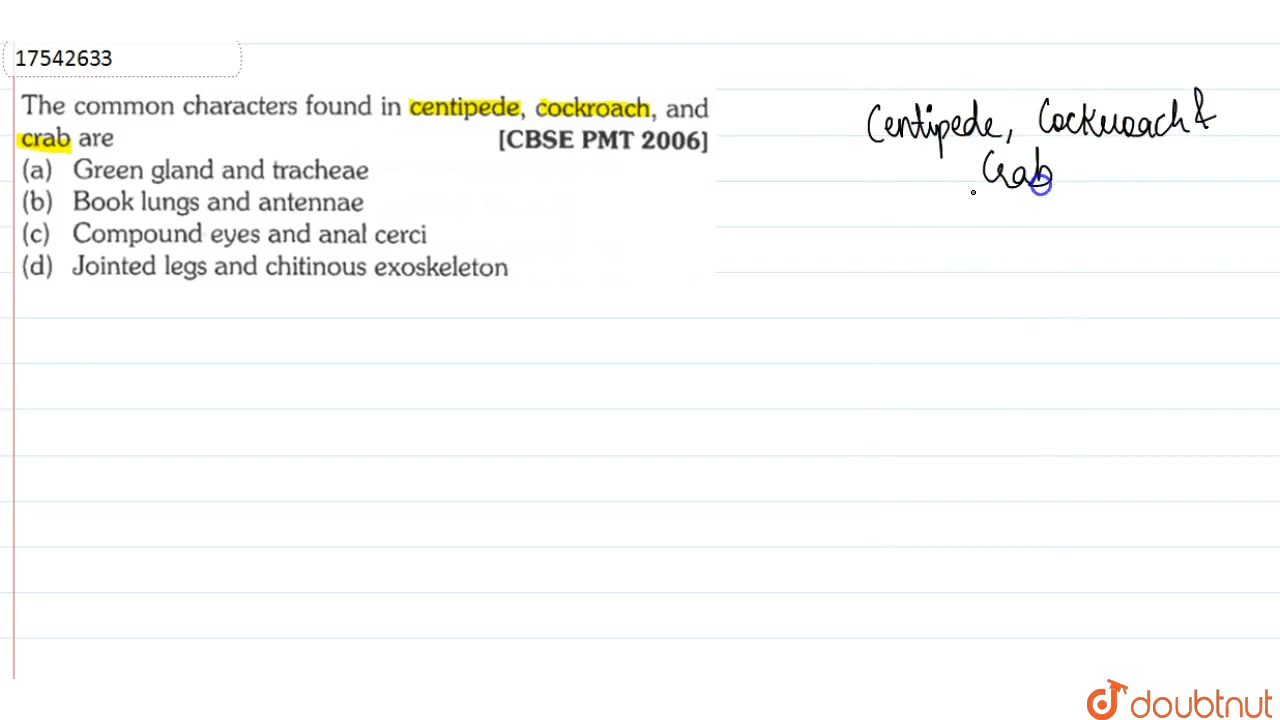 17542633
The common characters found in centipede, cockroach, and
crab are [CBSE PMT 2006]
(a) Green gland and tracheae
(b) Book lungs and antennae
(c) Compound eyes and anal cerci
(d) Jointed legs and chitinous exoskeleton
Centipede, Cockroach &
Crab
doubtnut